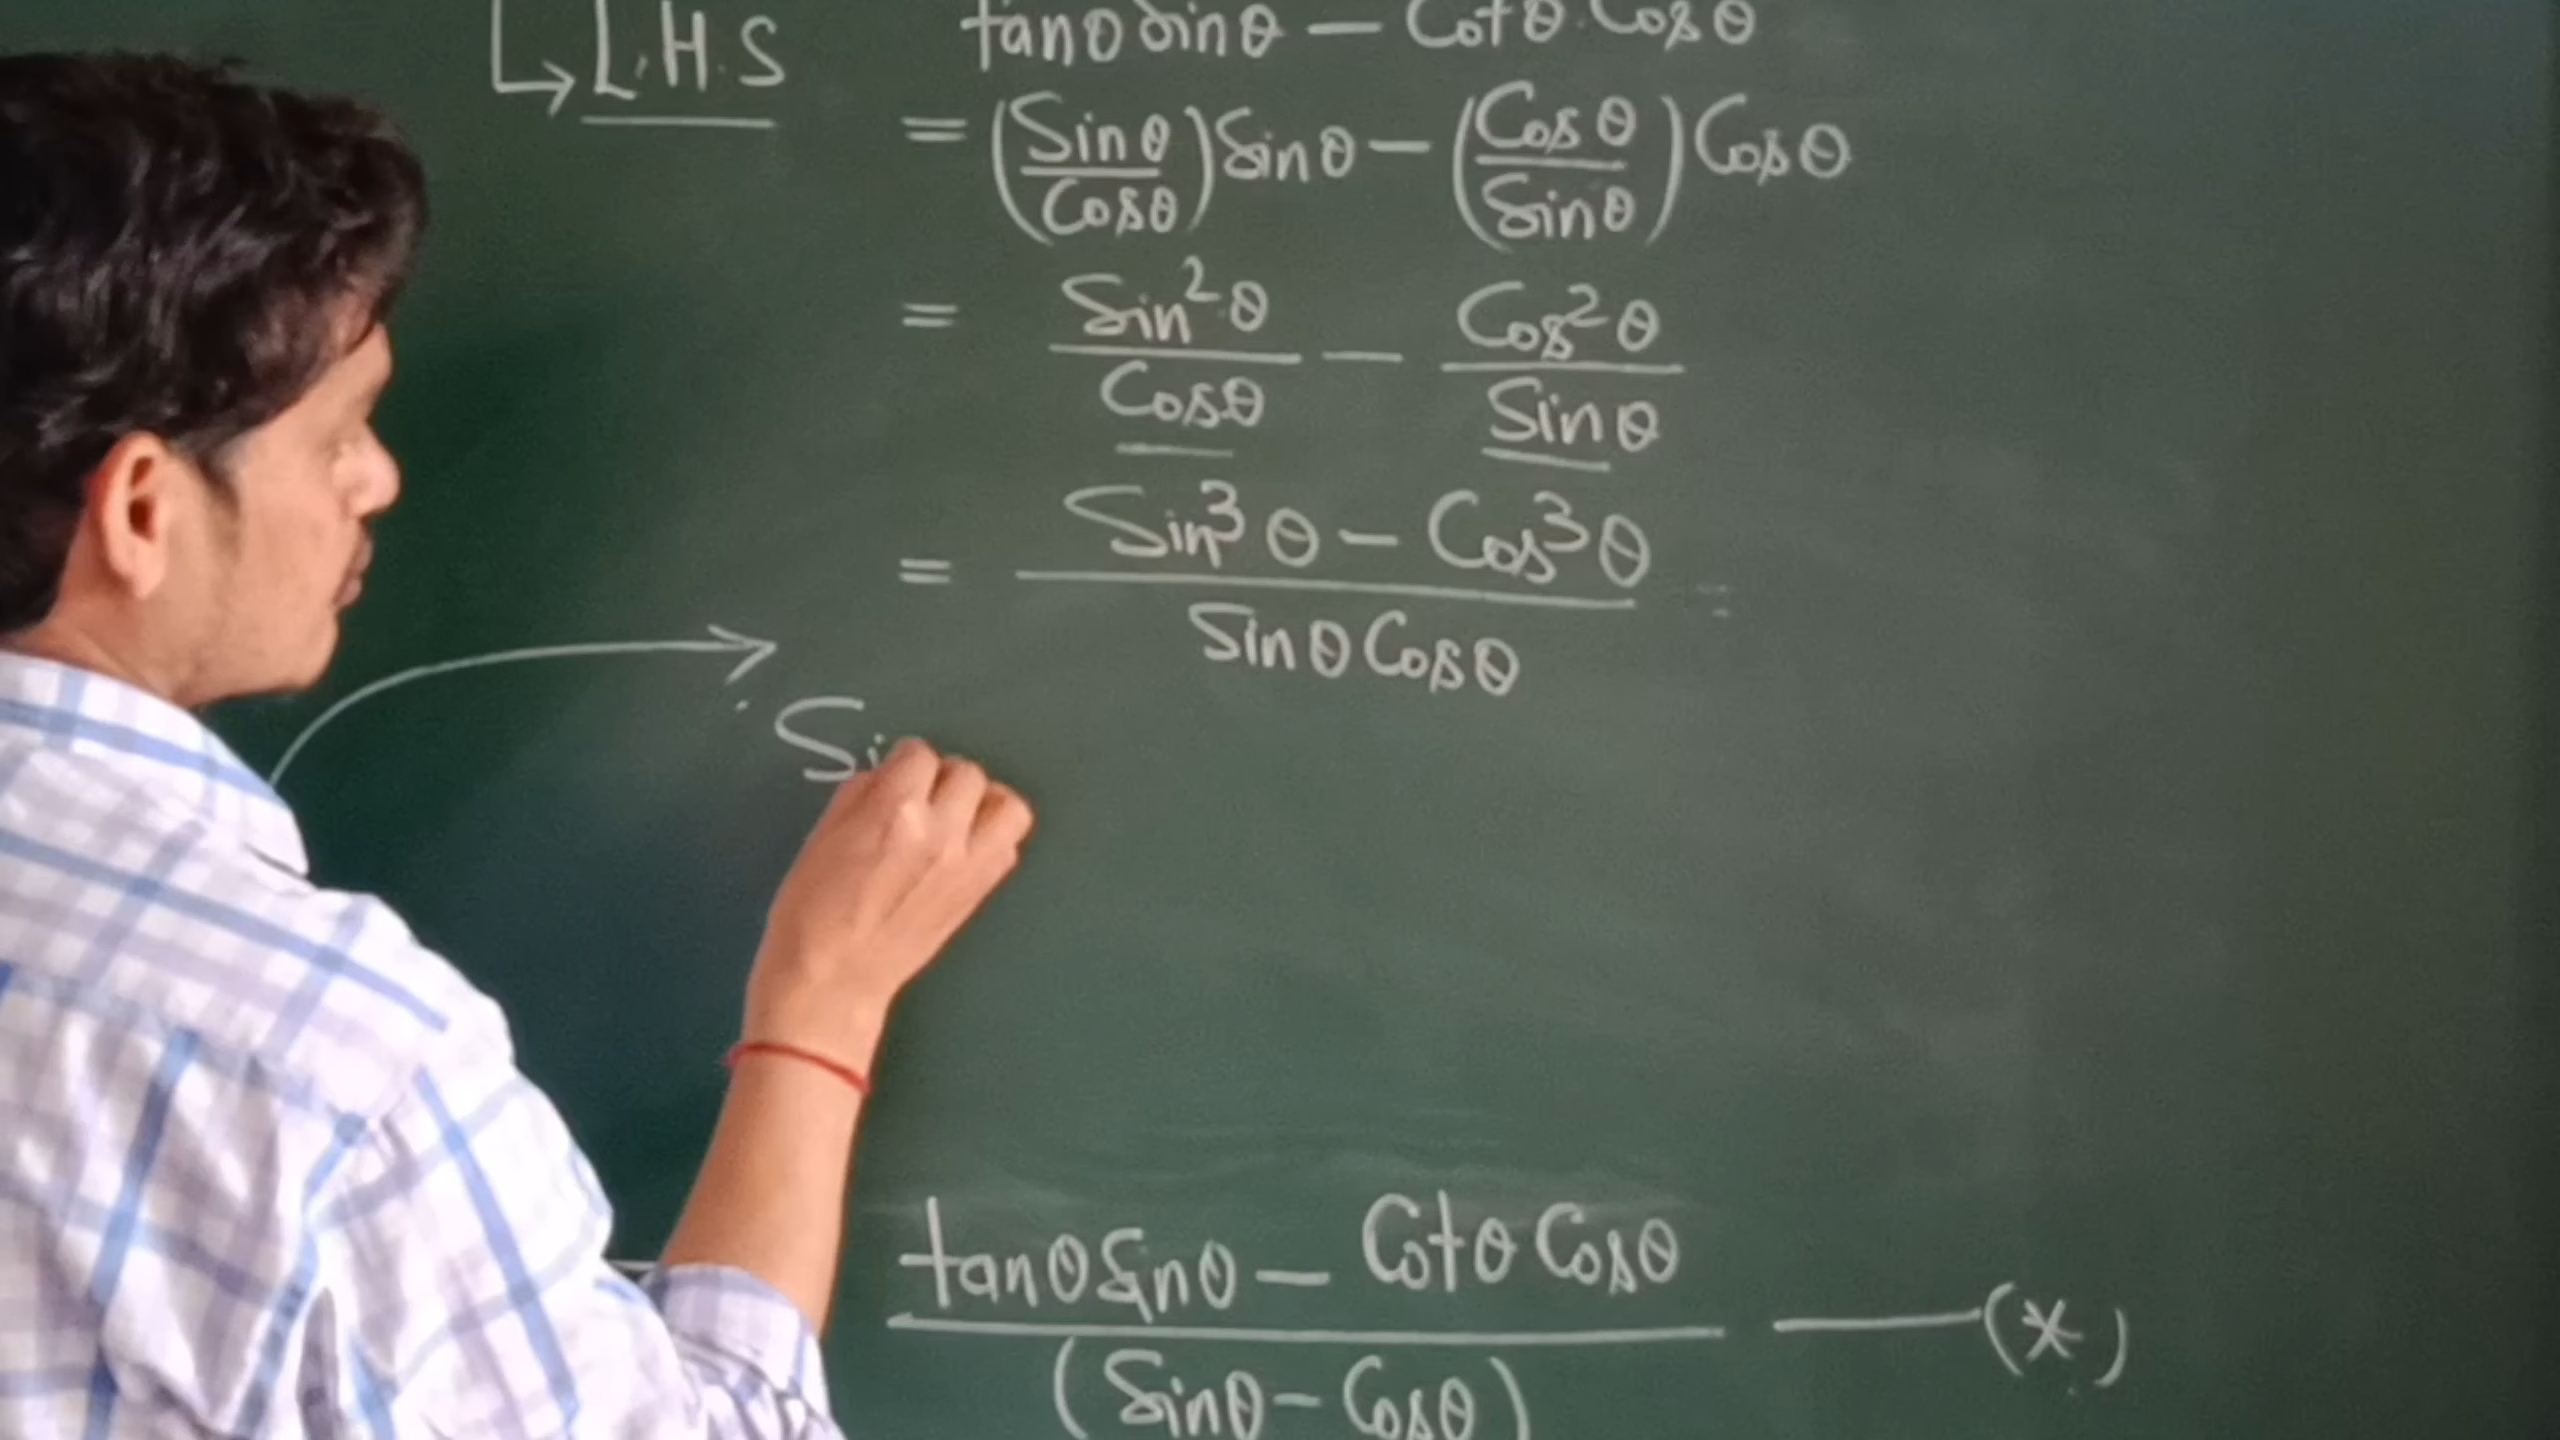 L.H.S tanθ sinθ − Cotθ.Cosθ
= (Sinθ/Cosθ) Sinθ − (Cosθ/Sinθ) Cosθ
= Sin²θ/Cosθ − Cos²θ/Sinθ
= (Sin³θ − Cos³θ)/(Sinθ Cosθ) =
Si
tanθ Sinθ − Cotθ Cosθ / (Sinθ − Cosθ) —(*)